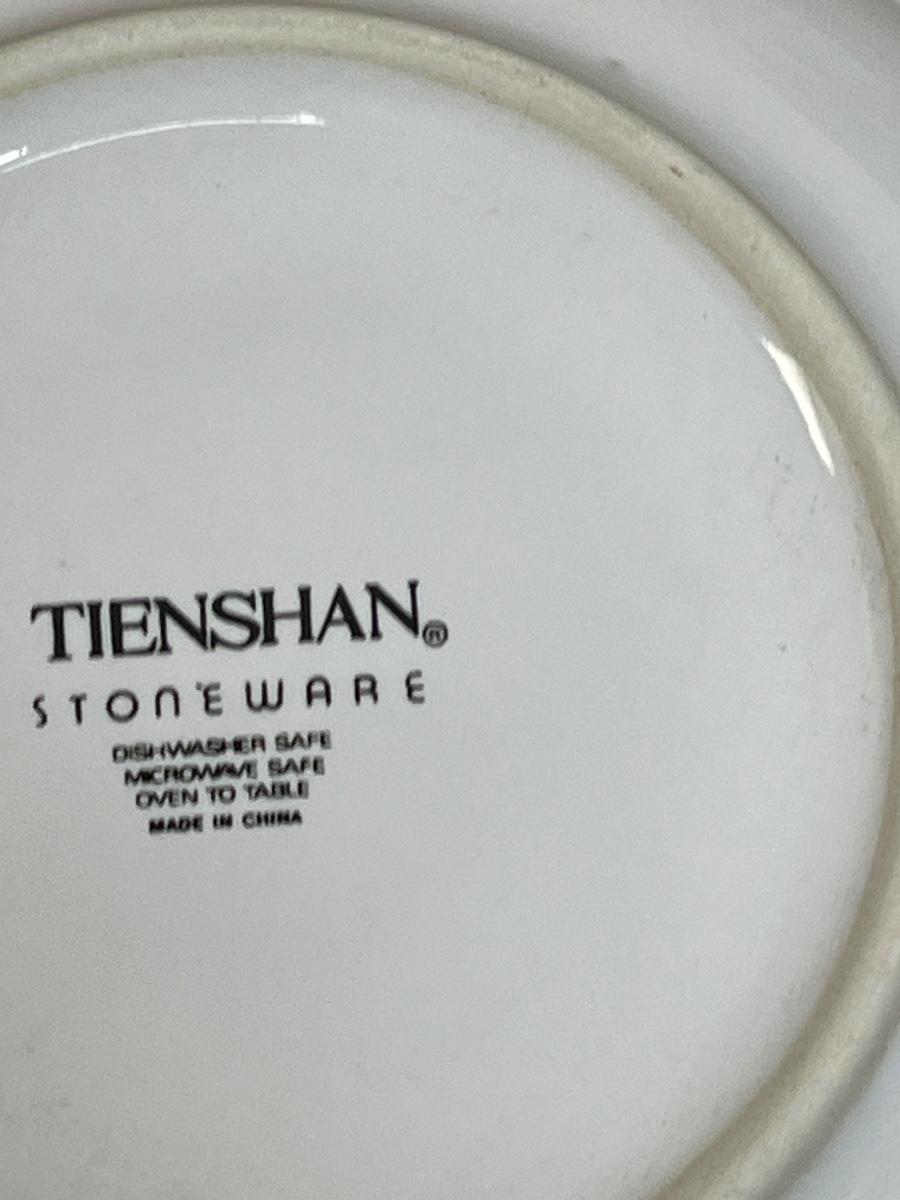 TIENSHAN®
STONEWARE
DISHWASHER SAFE
MICROWAVE SAFE
OVEN TO TABLE
MADE IN CHINA